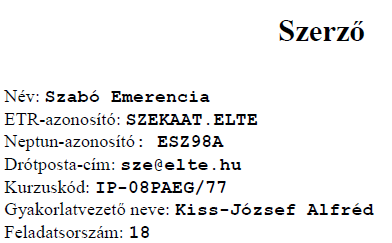 Szerző
Név: Szabó Emerencia
ETR-azonosító: SZEKAAT.ELTE
Neptun-azonosító: ESZ98A
Drótposta-cím: sze@elte.hu
Kurzuskód: IP-08PAEG/77
Gyakorlatvezető neve: Kiss-József Alfréd
Feladatsorszám: 18